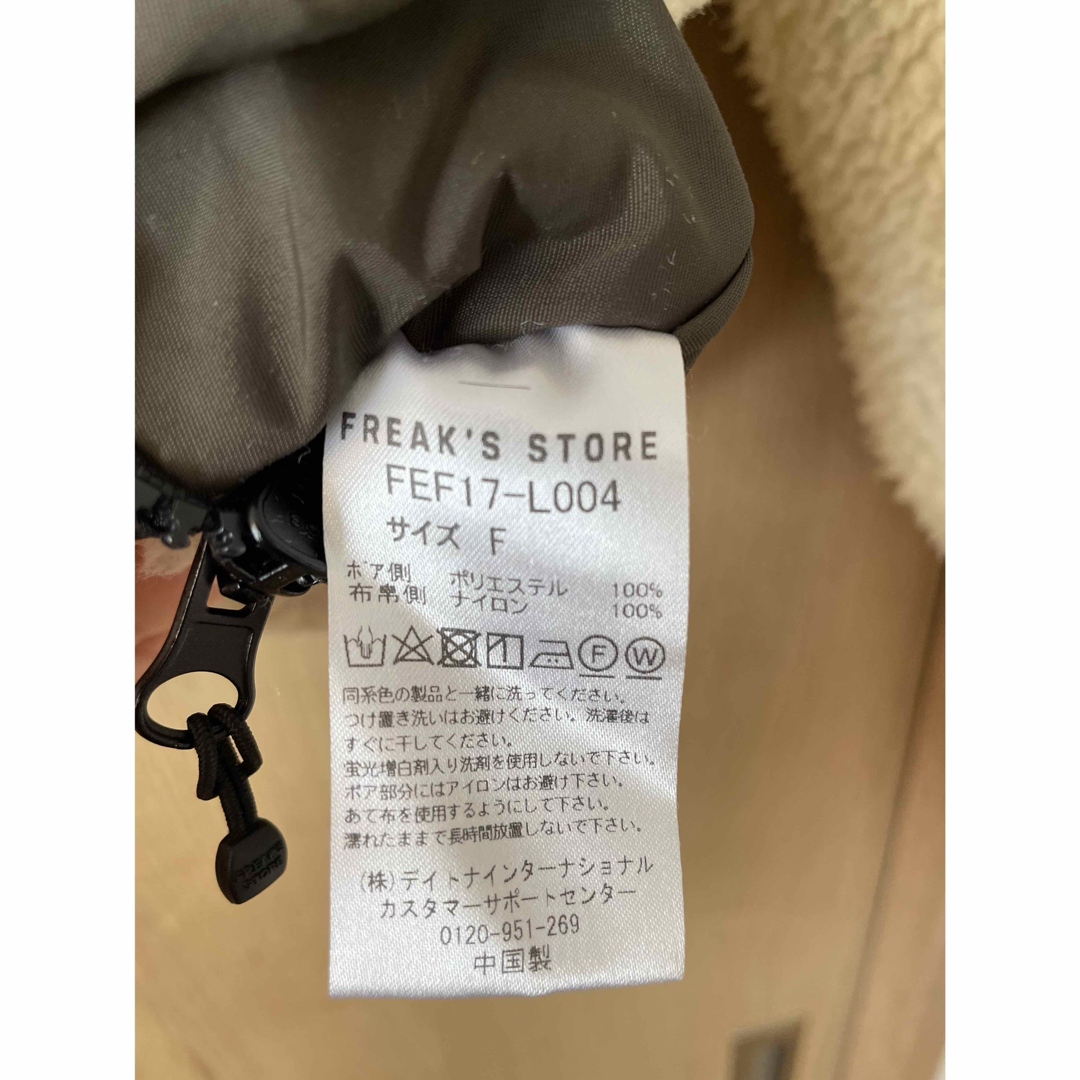 FREAK'S STORE
FEF17-L004
サイズ F
ボア側 ポリエステル 100%
布帛側 ナイロン 100%
F W
同系色の製品と一緒に洗ってください。
つけ置き洗いはお避けください。洗濯後は
すぐに干してください。
蛍光増白剤入り洗剤を使用しないで下さい。
ボア部分にはアイロンはお避け下さい。
あて布を使用するようにして下さい。
濡れたままで長時間放置しないで下さい。
(株)デイトナインターナショナル
カスタマーサポートセンター
0120-951-269
中国製